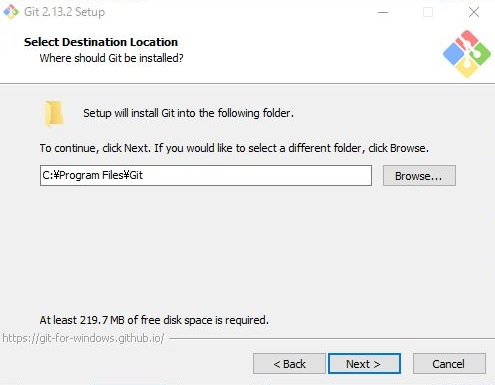 Git 2.13.2 Setup
Select Destination Location
Where should Git be installed?
Setup will install Git into the following folder.
To continue, click Next. If you would like to select a different folder, click Browse.
C:¥Program Files¥Git
Browse...
At least 219.7 MB of free disk space is required.
https://git-for-windows.github.io/
< Back
Next >
Cancel